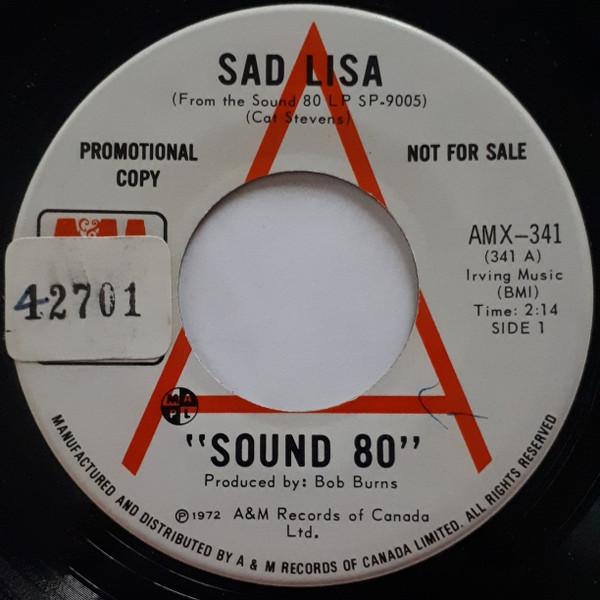 SAD LISA
(From the Sound 80 LP SP-9005)
(Cat Stevens)
PROMOTIONAL
COPY
NOT FOR SALE
A&M
42701
AMX-341
(341 A)
Irving Music
(BMI)
Time: 2:14
SIDE 1
MAPL
"SOUND 80"
Produced by: Bob Burns
℗1972 A&M Records of Canada
Ltd.
MANUFACTURED AND DISTRIBUTED BY A & M RECORDS OF CANADA LIMITED. ALL RIGHTS RESERVED